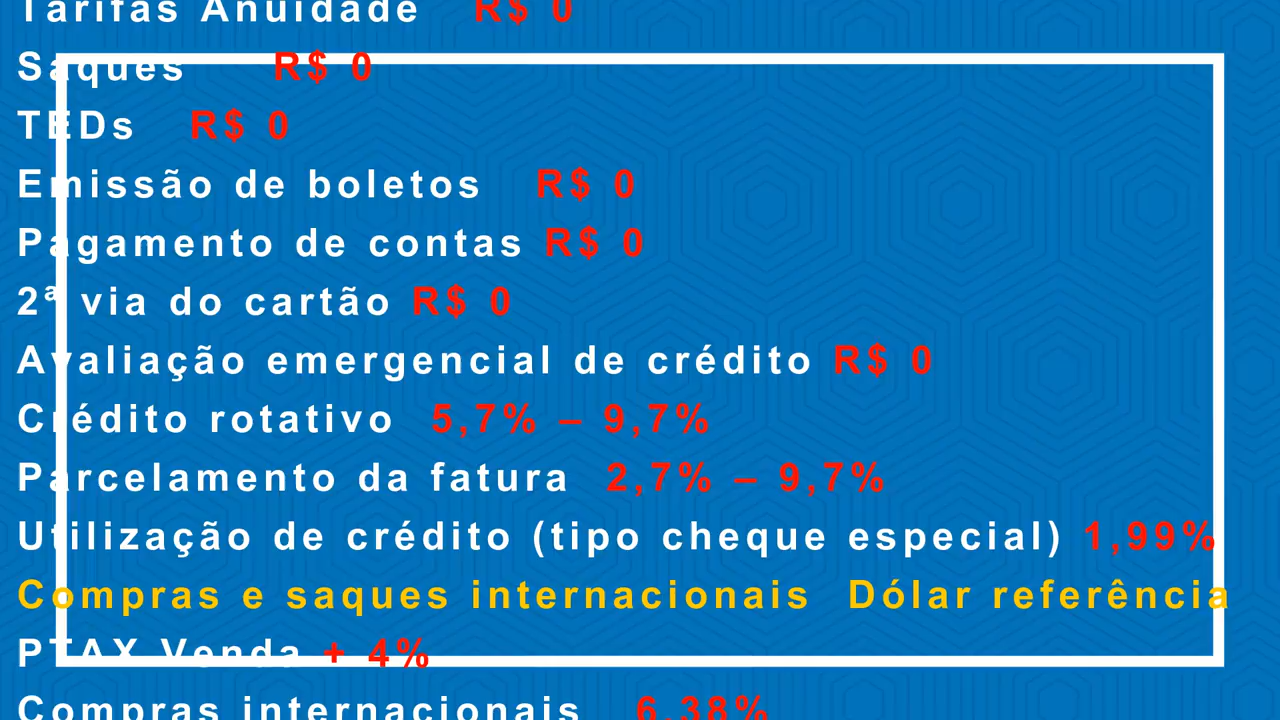 Tarifas Anuidade R$ 0
Saques R$ 0
TEDs R$ 0
Emissão de boletos R$ 0
Pagamento de contas R$ 0
2ª via do cartão R$ 0
Avaliação emergencial de crédito R$ 0
Crédito rotativo 5,7% – 9,7%
Parcelamento da fatura 2,7% – 9,7%
Utilização de crédito (tipo cheque especial) 1,99%
Compras e saques internacionais Dólar referência
PTAX Venda + 4%
Compras internacionais 6,38%